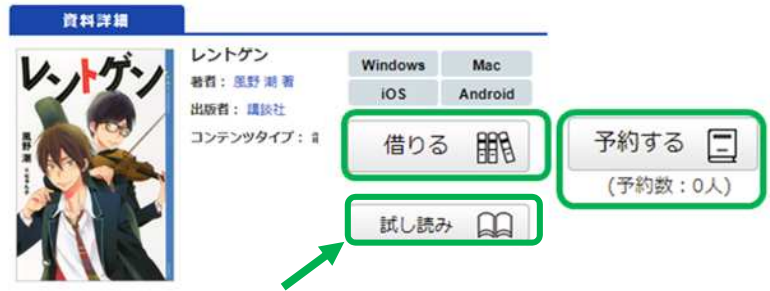 資料詳細
レントゲン
風野 潮
レントゲン
著者： 風野 潮 著
出版者： 講談社
コンテンツタイプ：
Windows
Mac
iOS
Android
借りる
試し読み
予約する
(予約数：0人)